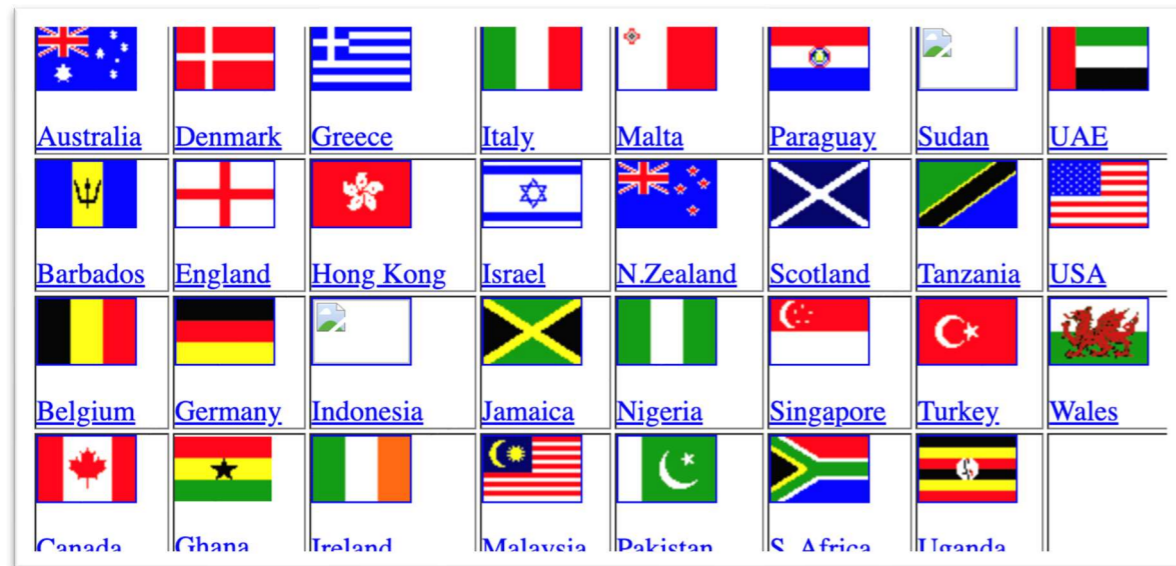 Australia Denmark Greece Italy Malta Paraguay Sudan UAE
Barbados England Hong Kong Israel N.Zealand Scotland Tanzania USA
Belgium Germany Indonesia Jamaica Nigeria Singapore Turkey Wales
Canada Ghana Ireland Malaysia Pakistan S. Africa Uganda